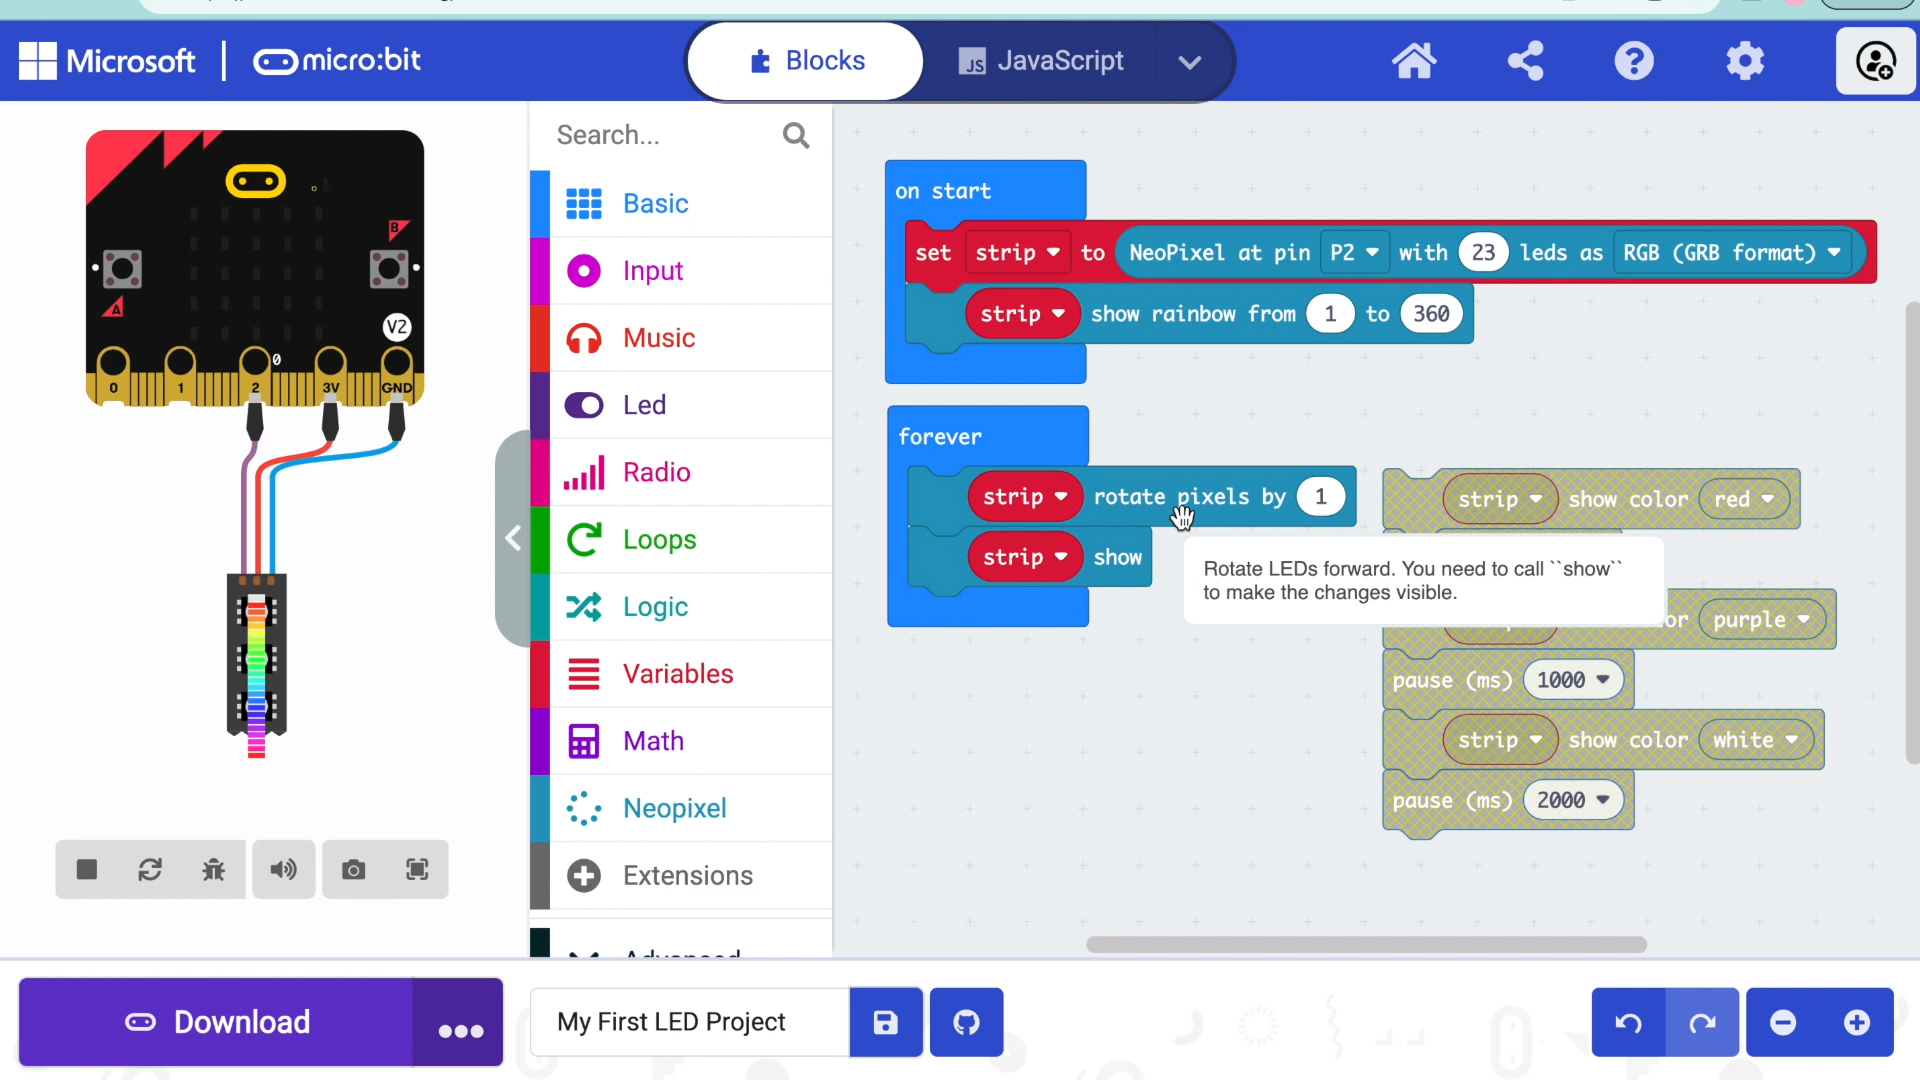 Microsoft | micro:bit
Blocks
JS JavaScript
Search...
Basic
Input
Music
Led
Radio
Loops
Logic
Variables
Math
Neopixel
Extensions
B
A
V2
0
0 1 2 3V GND
on start
set strip to NeoPixel at pin P2 with 23 leds as RGB (GRB format)
strip show rainbow from 1 to 360
forever
strip rotate pixels by 1
strip show
Rotate LEDs forward. You need to call ``show``
to make the changes visible.
strip show color red
or purple
pause (ms) 1000
strip show color white
pause (ms) 2000
Download
My First LED Project